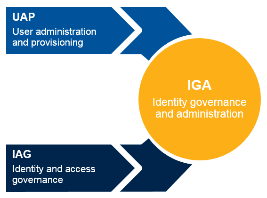 UAP
User administration
and provisioning
IGA
Identity governance
and administration
IAG
Identity and access
governance